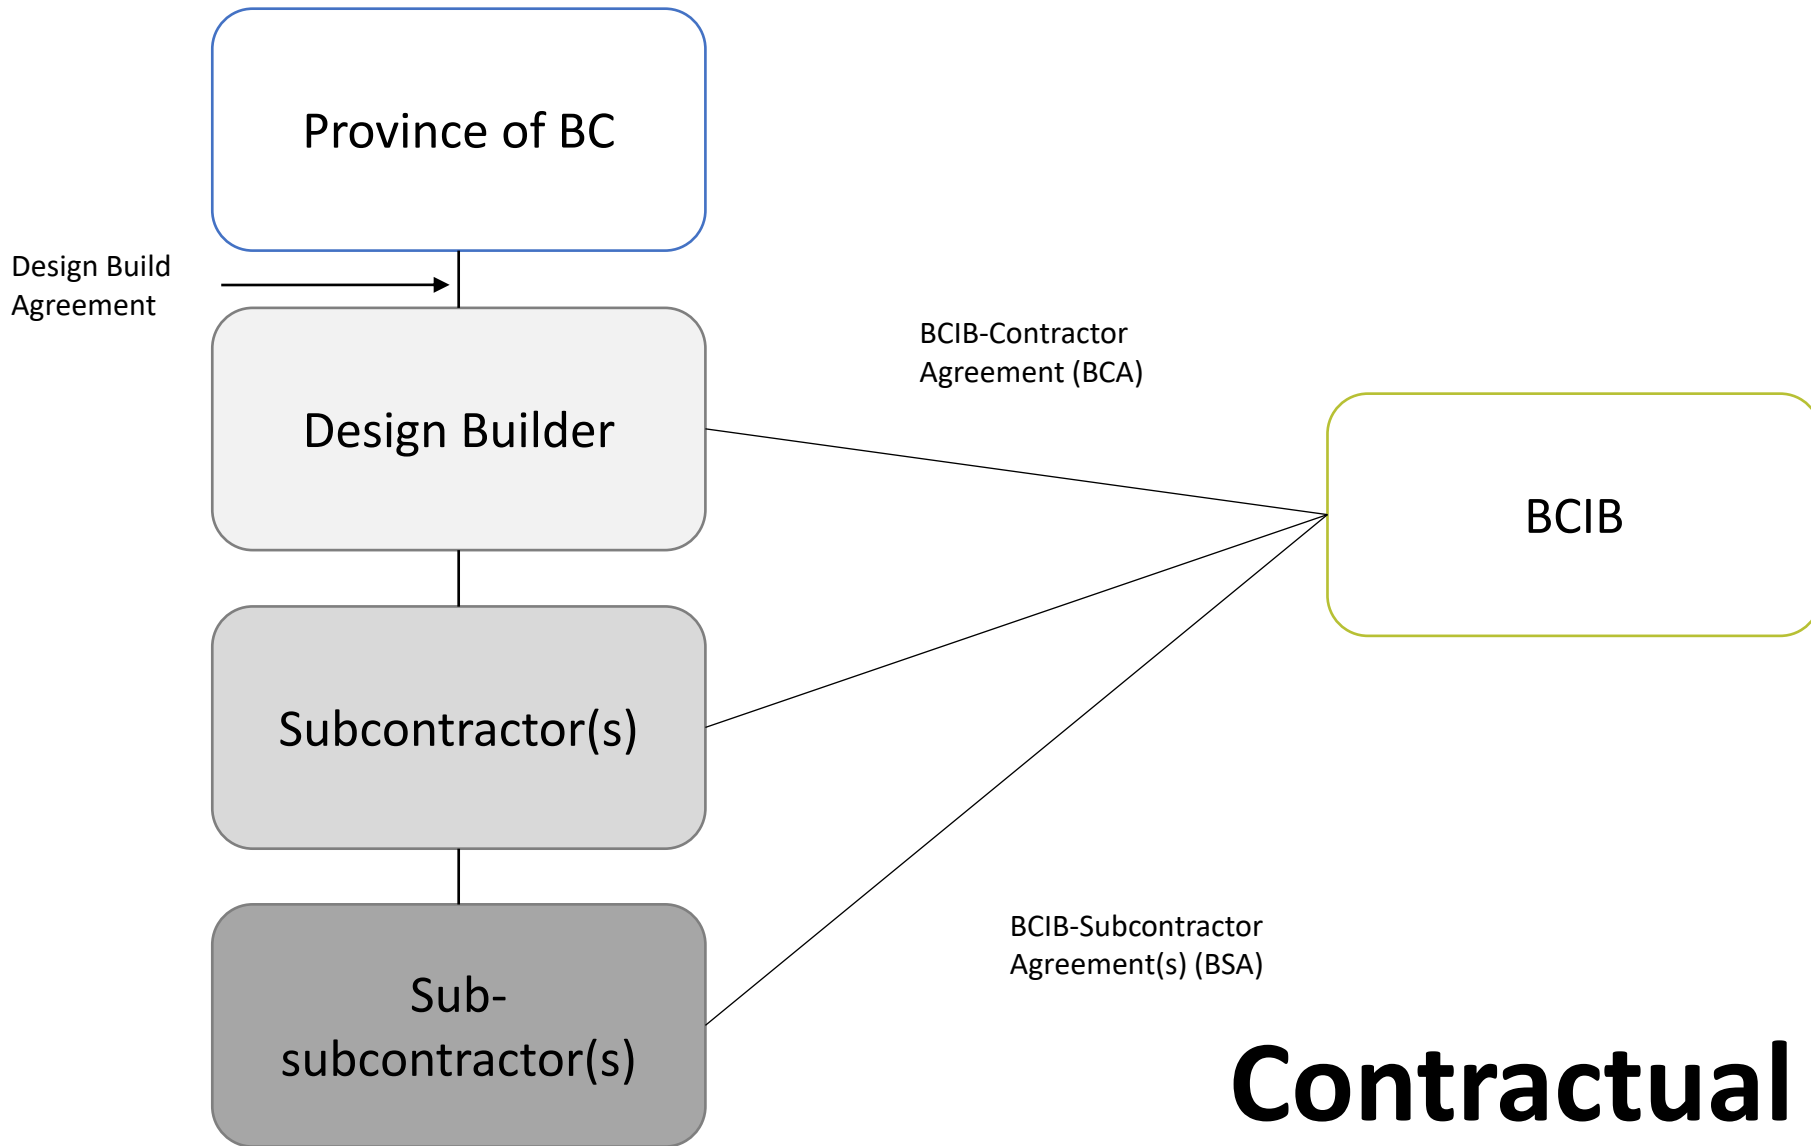 Province of BC
Design Build
Agreement
BCIB-Contractor
Agreement (BCA)
Design Builder
BCIB
Subcontractor(s)
BCIB-Subcontractor
Agreement(s) (BSA)
Sub-
subcontractor(s)
Contractual